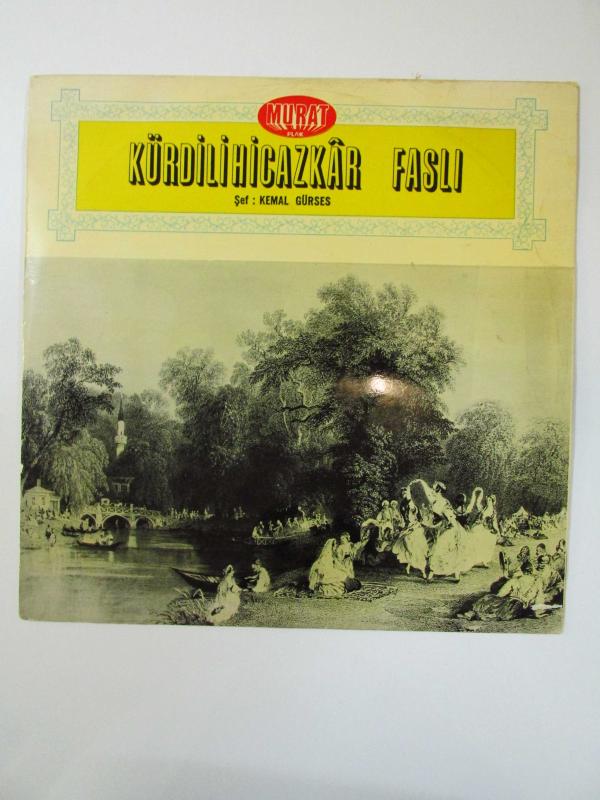 MURAT
PLAK
KÜRDİLİHİCAZKÂR FASLI
Şef : KEMAL GÜRSES